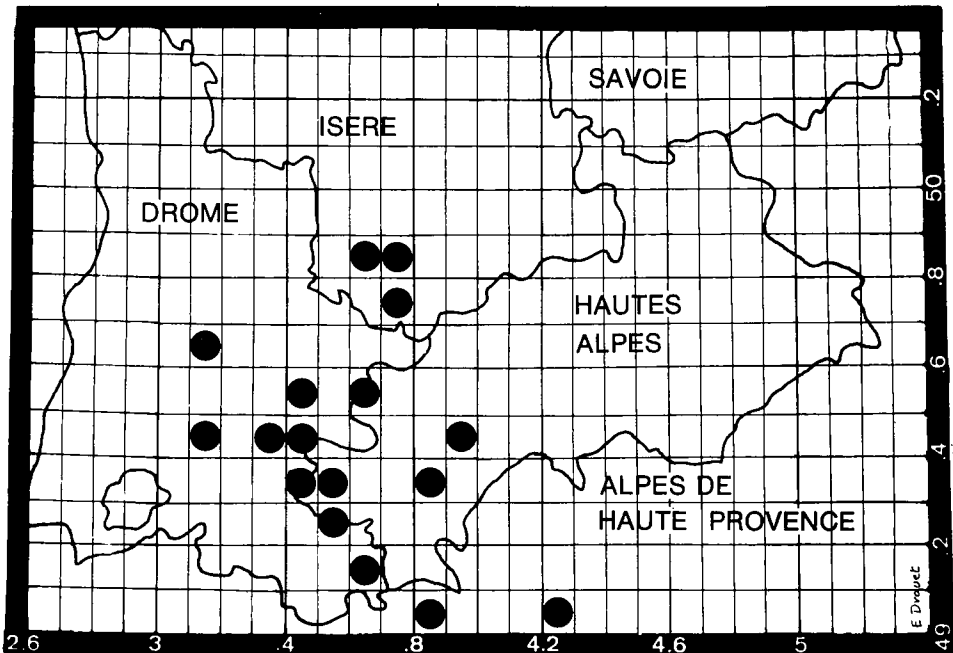 SAVOIE
.2
ISERE
50
DROME
.8
HAUTES
ALPES
.6
.4
ALPES DE
HAUTE PROVENCE
.2
E Drouet
49
2.6 3 .4 .8 4.2 4.6 5